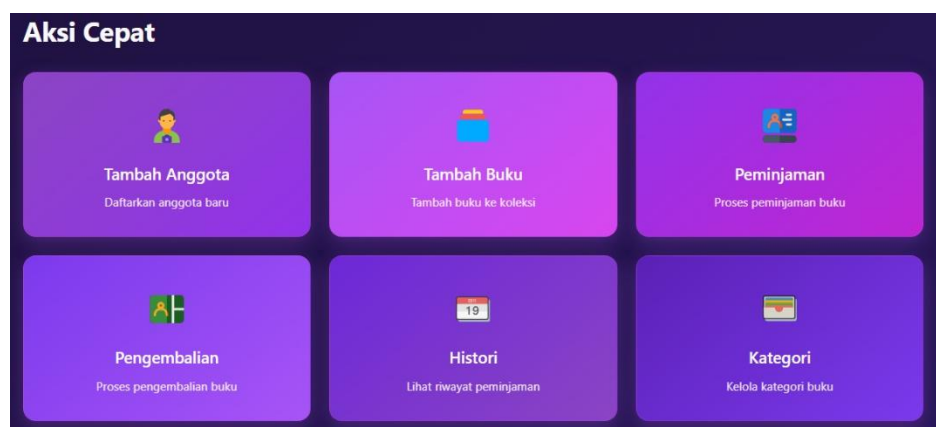 Aksi Cepat
Tambah Anggota
Daftarkan anggota baru
Tambah Buku
Tambah buku ke koleksi
Peminjaman
Proses peminjaman buku
Pengembalian
Proses pengembalian buku
19
Histori
Lihat riwayat peminjaman
Kategori
Kelola kategori buku